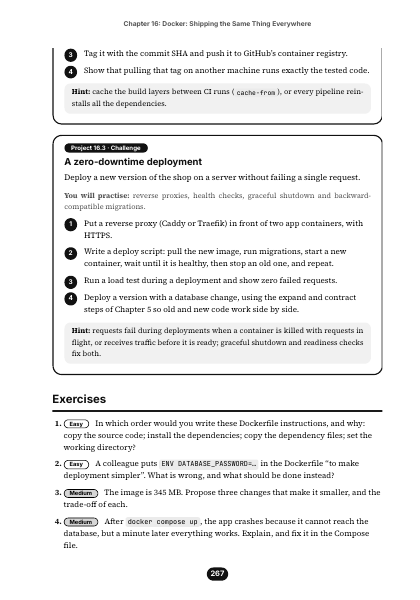 Chapter 16: Docker: Shipping the Same Thing Everywhere
3 Tag it with the commit SHA and push it to GitHub's container registry.
4 Show that pulling that tag on another machine runs exactly the tested code.
Hint: cache the build layers between CI runs ( cache-from ), or every pipeline rein-
stalls all the dependencies.
Project 16.3 · Challenge
A zero-downtime deployment
Deploy a new version of the shop on a server without failing a single request.
You will practise: reverse proxies, health checks, graceful shutdown and backward-
compatible migrations.
1 Put a reverse proxy (Caddy or Traefik) in front of two app containers, with
HTTPS.
2 Write a deploy script: pull the new image, run migrations, start a new
container, wait until it is healthy, then stop an old one, and repeat.
3 Run a load test during a deployment and show zero failed requests.
4 Deploy a version with a database change, using the expand and contract
steps of Chapter 5 so old and new code work side by side.
Hint: requests fail during deployments when a container is killed with requests in
flight, or receives traffic before it is ready; graceful shutdown and readiness checks
fix both.
Exercises
1. Easy In which order would you write these Dockerfile instructions, and why:
copy the source code; install the dependencies; copy the dependency files; set the
working directory?
2. Easy A colleague puts ENV DATABASE_PASSWORD=… in the Dockerfile “to make
deployment simpler”. What is wrong, and what should be done instead?
3. Medium The image is 345 MB. Propose three changes that make it smaller, and the
trade-off of each.
4. Medium After docker compose up , the app crashes because it cannot reach the
database, but a minute later everything works. Explain, and fix it in the Compose
file.
267